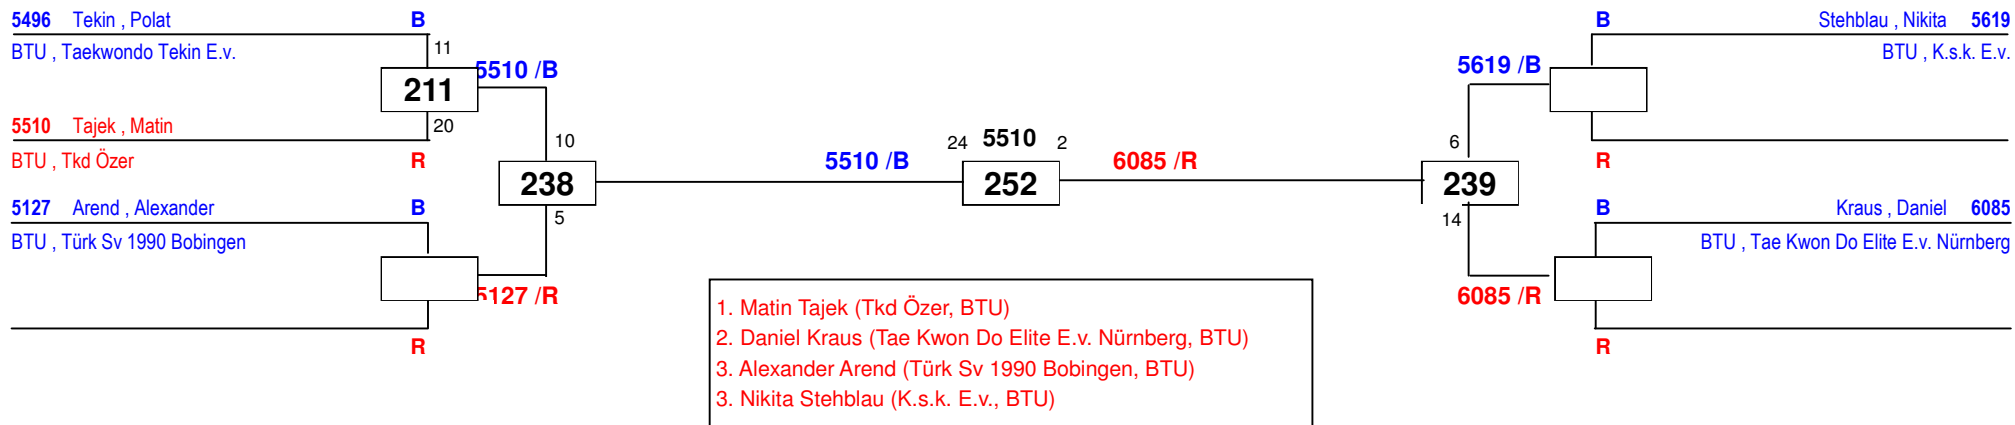 5496 Tekin , Polat B
BTU , Taekwondo Tekin E.v.
11
211
5510 /B
5510 Tajek , Matin
20
BTU , Tkd Özer R
10
238
5
5127 Arend , Alexander B
BTU , Türk Sv 1990 Bobingen
5127 /R
R
5510 /B
24 5510 2
252
6085 /R
1. Matin Tajek (Tkd Özer, BTU)
2. Daniel Kraus (Tae Kwon Do Elite E.v. Nürnberg, BTU)
3. Alexander Arend (Türk Sv 1990 Bobingen, BTU)
3. Nikita Stehblau (K.s.k. E.v., BTU)
B Stehblau , Nikita 5619
BTU , K.s.k. E.v.
5619 /B
R
6
239
14
B Kraus , Daniel 6085
BTU , Tae Kwon Do Elite E.v. Nürnberg
6085 /R
R